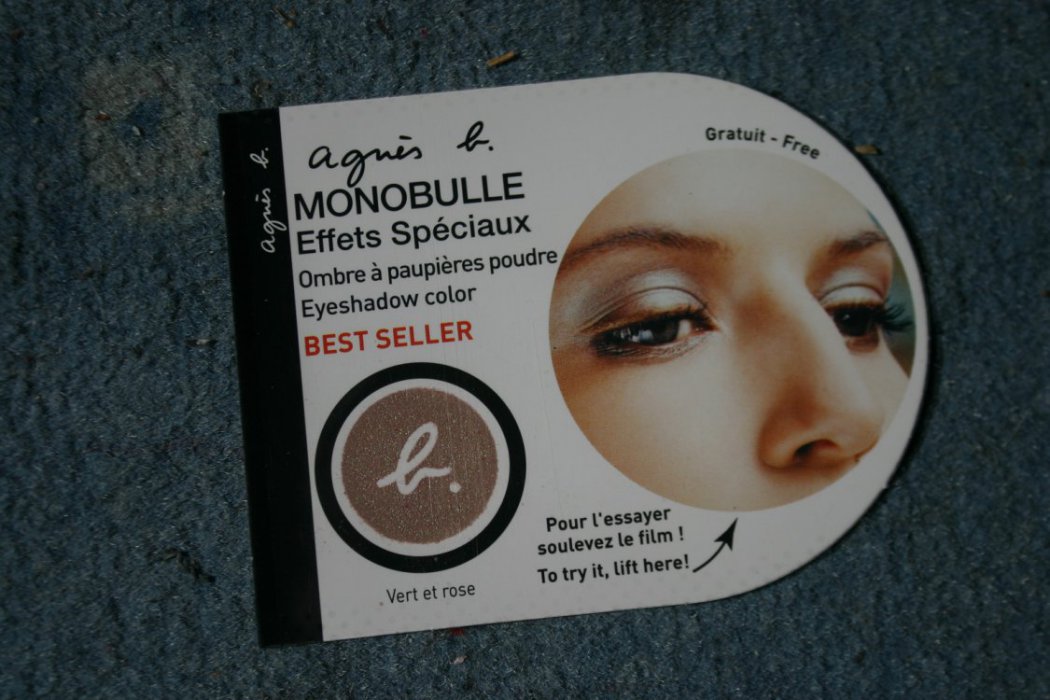 agnès b.
agnès b.
MONOBULLE
Effets Spéciaux
Ombre à paupières poudre
Eyeshadow color
BEST SELLER
b.
Vert et rose
Gratuit - Free
Pour l'essayer
soulevez le film !
To try it, lift here!